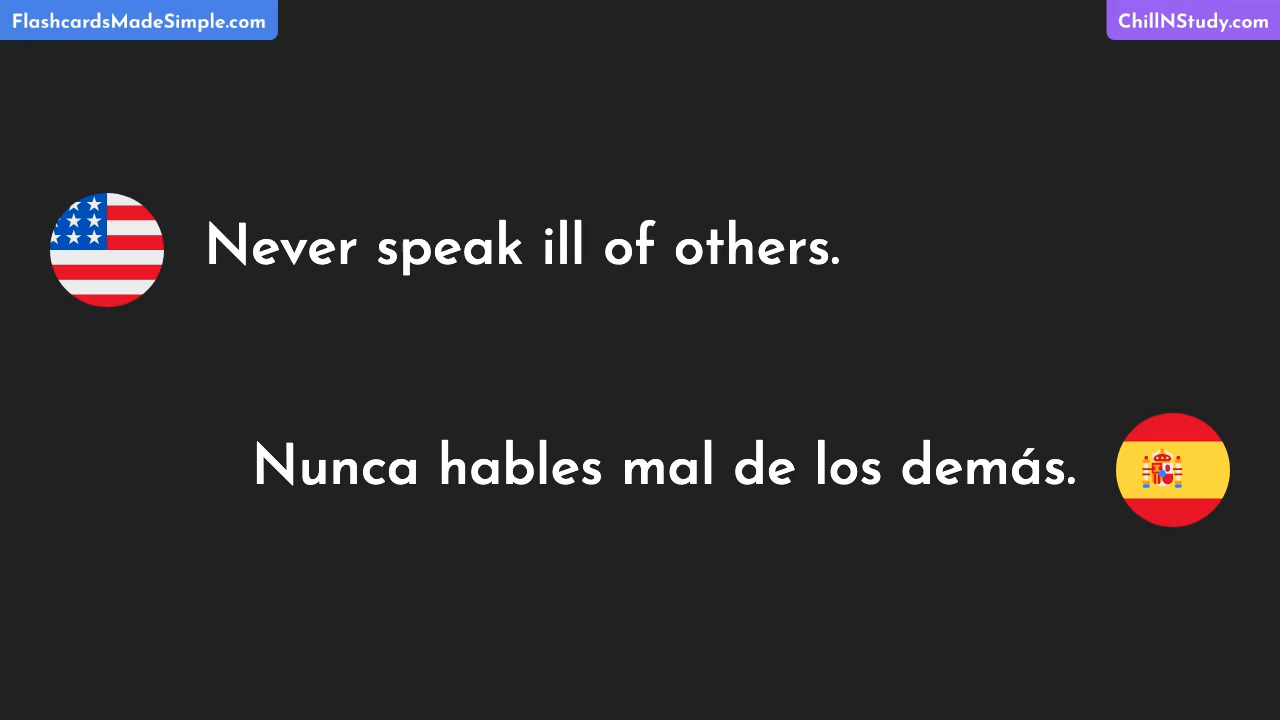 FlashcardsMadeSimple.com
ChillNStudy.com
Never speak ill of others.
Nunca hables mal de los demás.